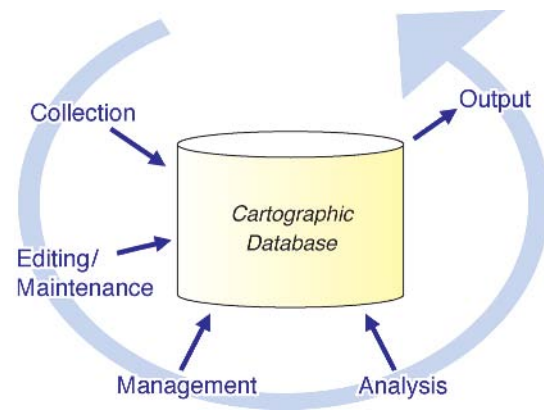 Collection
Output
Cartographic
Database
Editing/
Maintenance
Management
Analysis